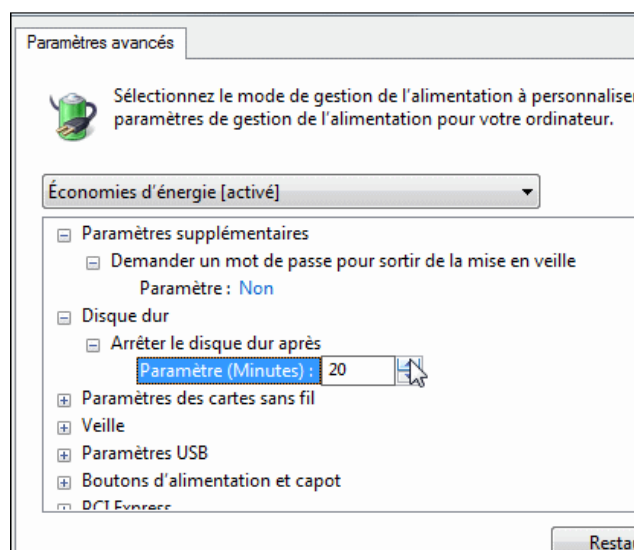 Paramètres avancés
Sélectionnez le mode de gestion de l'alimentation à personnaliser
paramètres de gestion de l'alimentation pour votre ordinateur.
Économies d'énergie [activé]
Paramètres supplémentaires
Demander un mot de passe pour sortir de la mise en veille
Paramètre : Non
Disque dur
Arrêter le disque dur après
Paramètre (Minutes) : 20
Paramètres des cartes sans fil
Veille
Paramètres USB
Boutons d'alimentation et capot
PCI Express
Resta